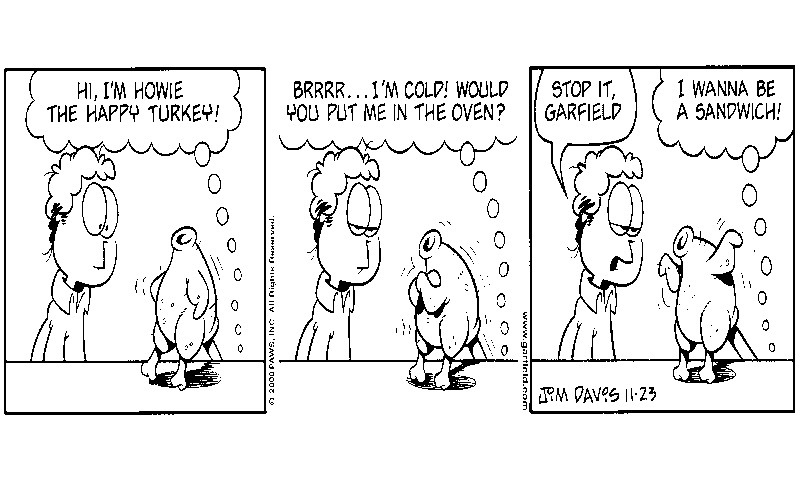 HI, I'M HOWIE
THE HAPPY TURKEY!
BRRRR...I'M COLD! WOULD
YOU PUT ME IN THE OVEN?
STOP IT,
GARFIELD
I WANNA BE
A SANDWICH!
© 2000 PAWS, INC. All Rights Reserved.
www.garfield.com
JIM DAVIS 11-23